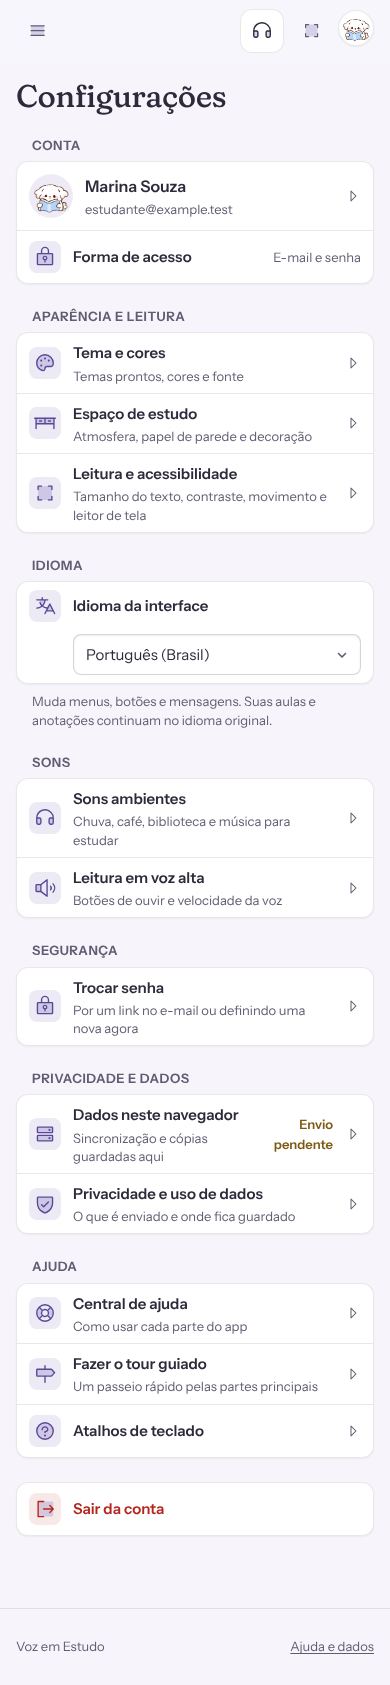 Configurações
CONTA
Marina Souza
estudante@example.test
Forma de acesso
E-mail e senha
APARÊNCIA E LEITURA
Tema e cores
Temas prontos, cores e fonte
Espaço de estudo
Atmosfera, papel de parede e decoração
Leitura e acessibilidade
Tamanho do texto, contraste, movimento e
leitor de tela
IDIOMA
Idioma da interface
Português (Brasil)
Muda menus, botões e mensagens. Suas aulas e
anotações continuam no idioma original.
SONS
Sons ambientes
Chuva, café, biblioteca e música para
estudar
Leitura em voz alta
Botões de ouvir e velocidade da voz
SEGURANÇA
Trocar senha
Por um link no e-mail ou definindo uma
nova agora
PRIVACIDADE E DADOS
Dados neste navegador
Sincronização e cópias
guardadas aqui
Envio
pendente
Privacidade e uso de dados
O que é enviado e onde fica guardado
AJUDA
Central de ajuda
Como usar cada parte do app
Fazer o tour guiado
Um passeio rápido pelas partes principais
Atalhos de teclado
Sair da conta
Voz em Estudo
Ajuda e dados